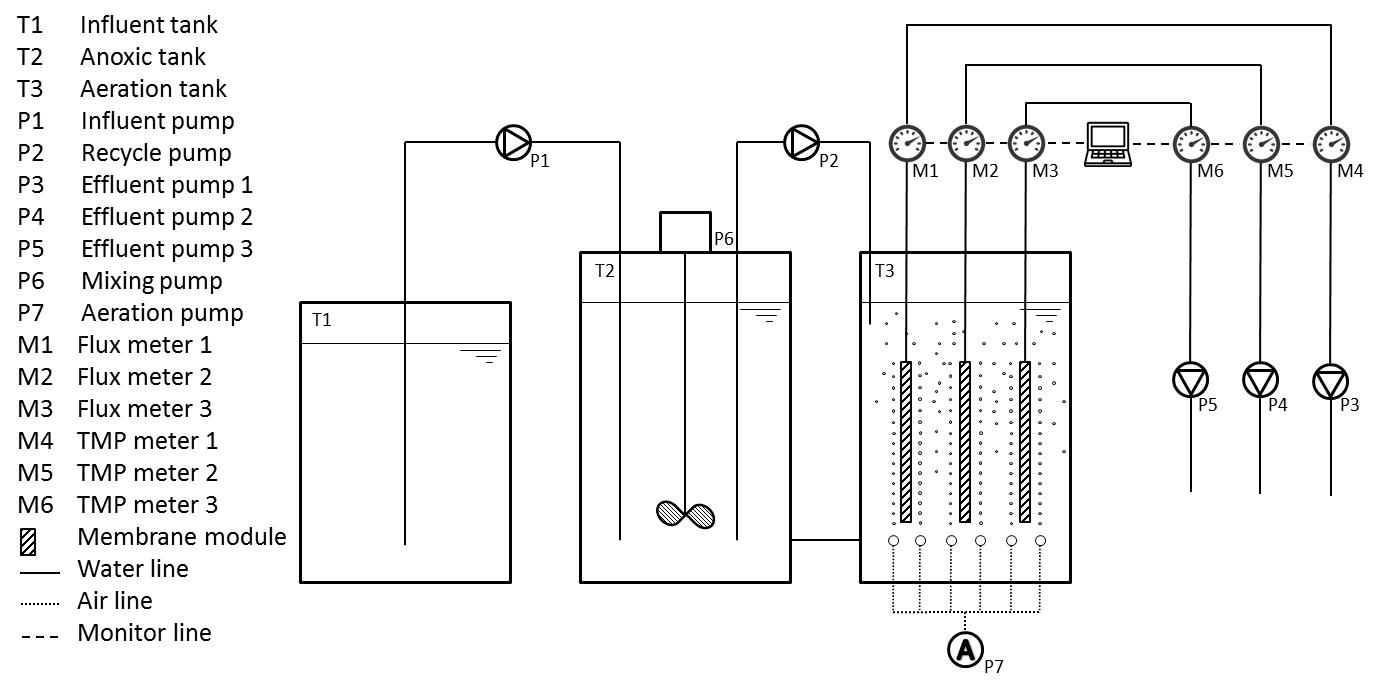 T1 Influent tank
T2 Anoxic tank
T3 Aeration tank
P1 Influent pump
P2 Recycle pump
P3 Effluent pump 1
P4 Effluent pump 2
P5 Effluent pump 3
P6 Mixing pump
P7 Aeration pump
M1 Flux meter 1
M2 Flux meter 2
M3 Flux meter 3
M4 TMP meter 1
M5 TMP meter 2
M6 TMP meter 3
Membrane module
Water line
Air line
Monitor line
P1
P2
M1
M2
M3
M6
M5
M4
P6
T2
T3
T1
P5
P4
P3
A
P7